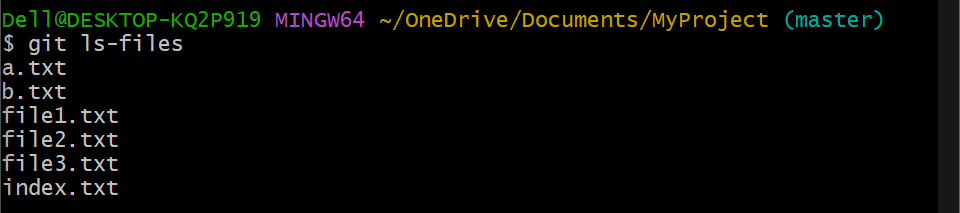 Dell@DESKTOP-KQ2P919 MINGW64 ~/OneDrive/Documents/MyProject (master)
$ git ls-files
a.txt
b.txt
file1.txt
file2.txt
file3.txt
index.txt